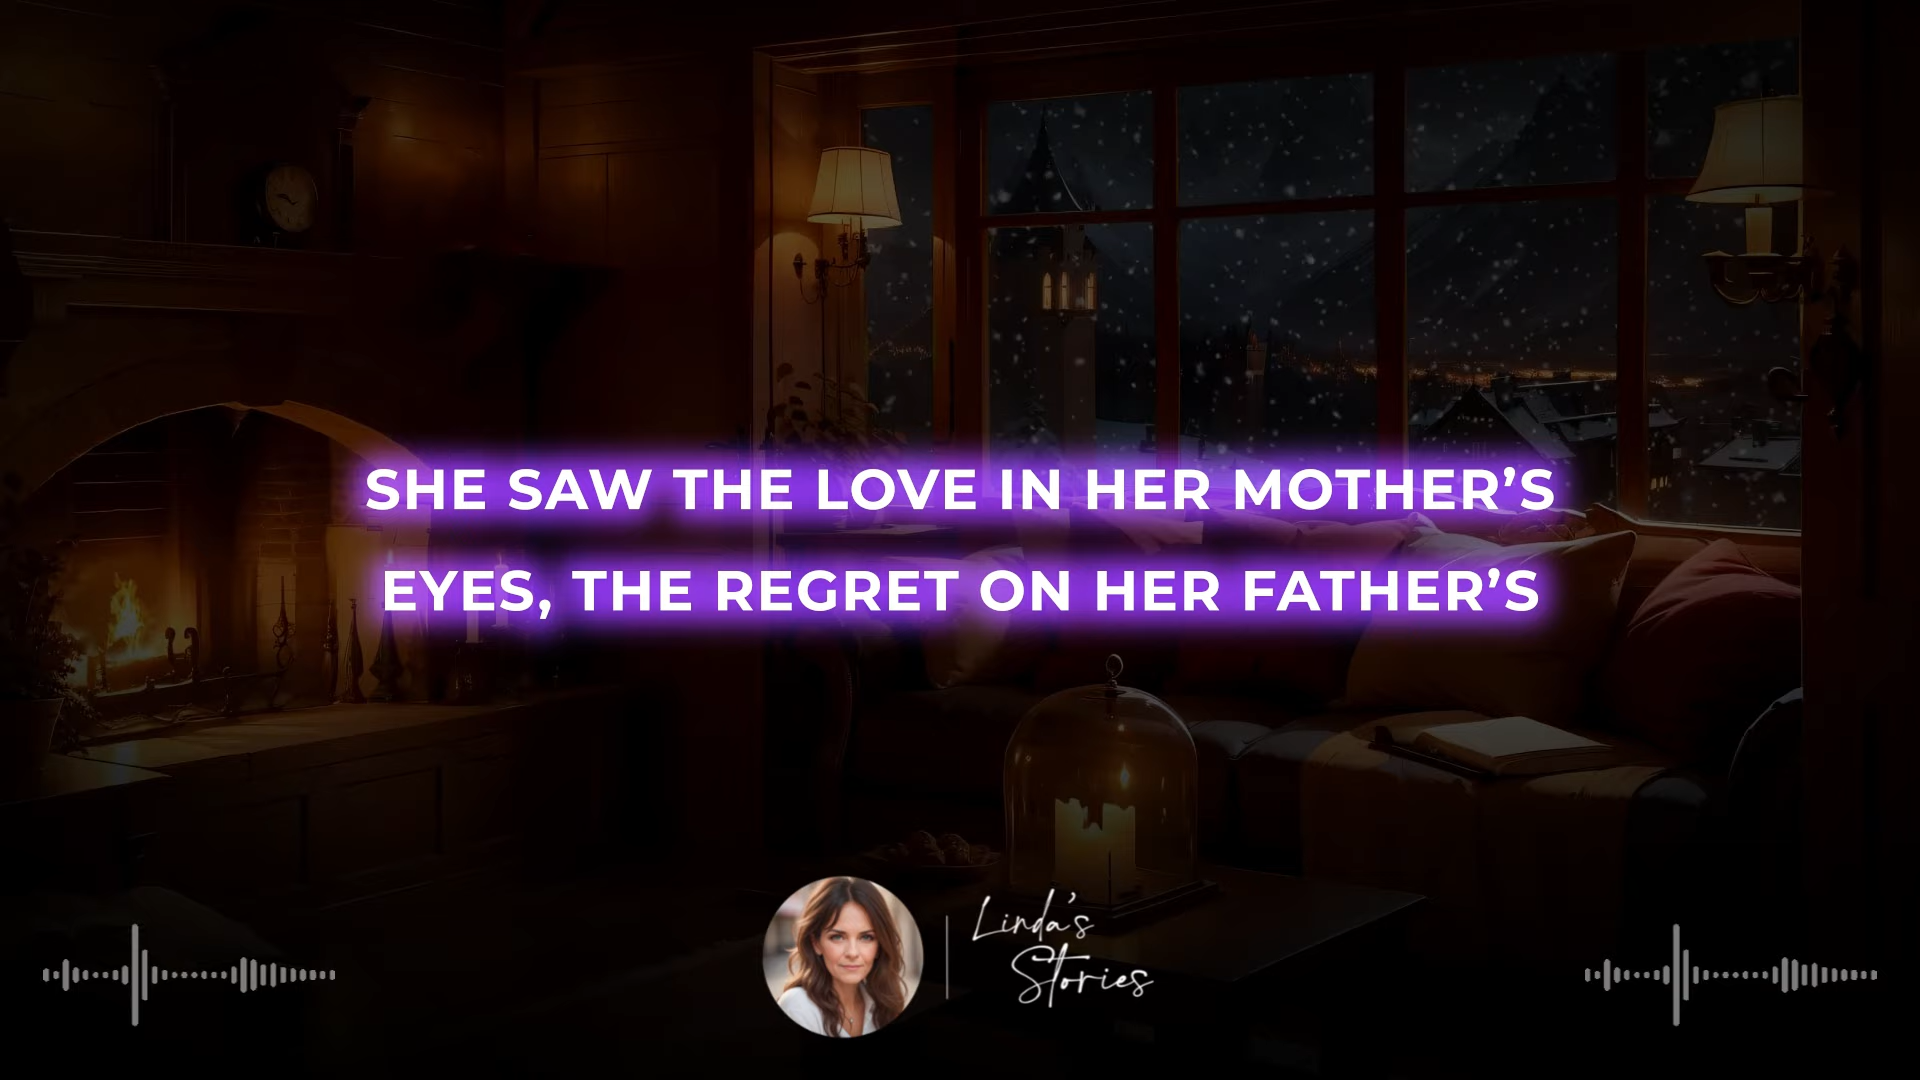 SHE SAW THE LOVE IN HER MOTHER’S
EYES, THE REGRET ON HER FATHER’S
Linda's
Stories